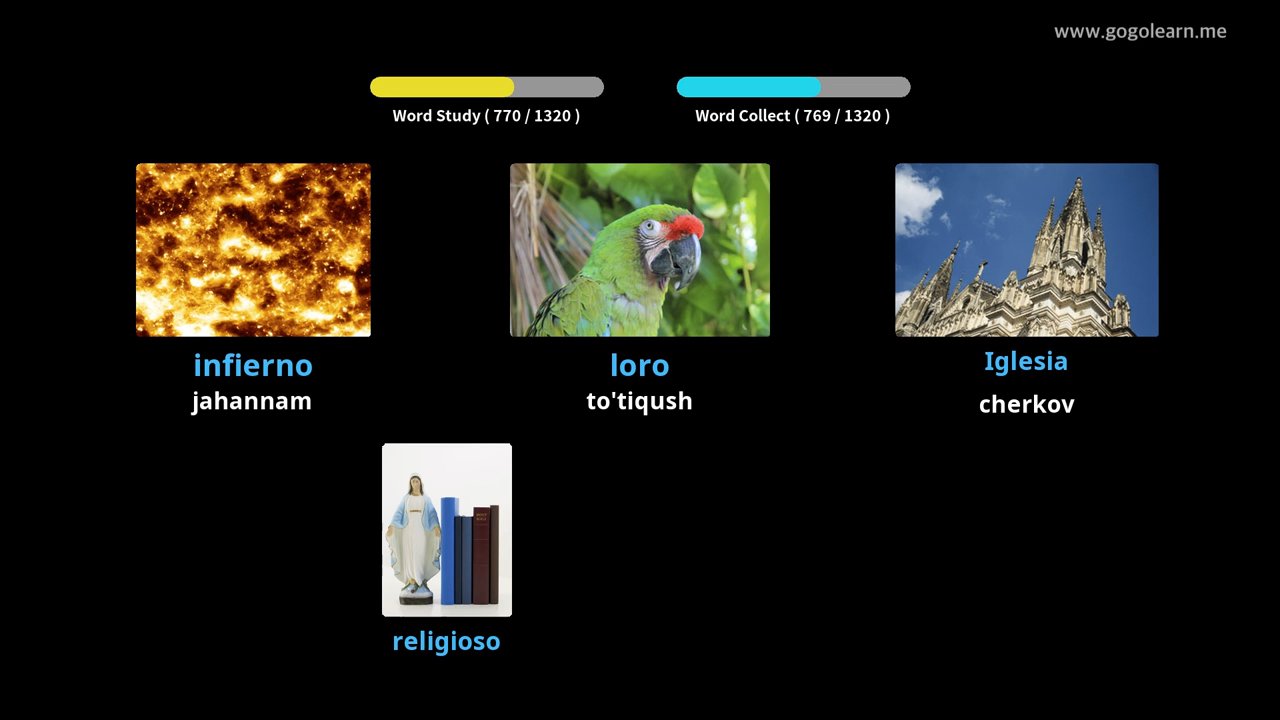 www.gogolearn.me
Word Study ( 770 / 1320 )
Word Collect ( 769 / 1320 )
infierno
jahannam
loro
to'tiqush
Iglesia
cherkov
religioso